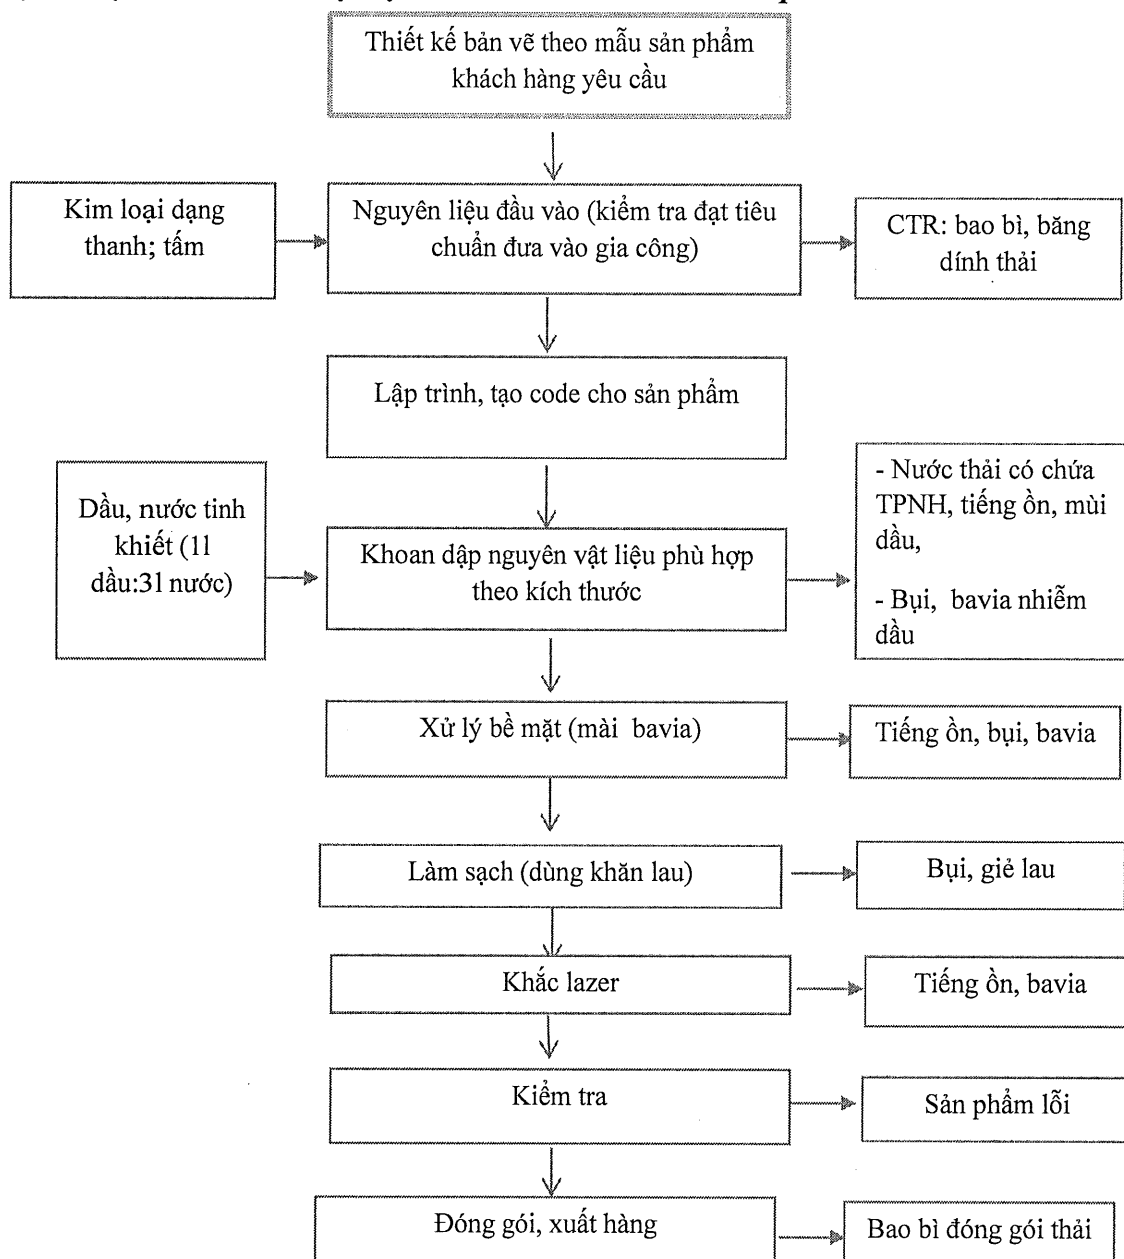 Thiết kế bản vẽ theo mẫu sản phẩm
khách hàng yêu cầu
Kim loại dạng
thanh; tấm
Nguyên liệu đầu vào (kiểm tra đạt tiêu
chuẩn đưa vào gia công)
CTR: bao bì, băng
dính thải
Lập trình, tạo code cho sản phẩm
Dầu, nước tinh
khiết (1l
dầu:3l nước)
Khoan dập nguyên vật liệu phù hợp
theo kích thước
- Nước thải có chứa
TPNH, tiếng ồn, mùi
dầu,
- Bụi, bavia nhiễm
dầu
Xử lý bề mặt (mài bavia)
Tiếng ồn, bụi, bavia
Làm sạch (dùng khăn lau)
Bụi, giẻ lau
Khắc lazer
Tiếng ồn, bavia
Kiểm tra
Sản phẩm lỗi
Đóng gói, xuất hàng
Bao bì đóng gói thải